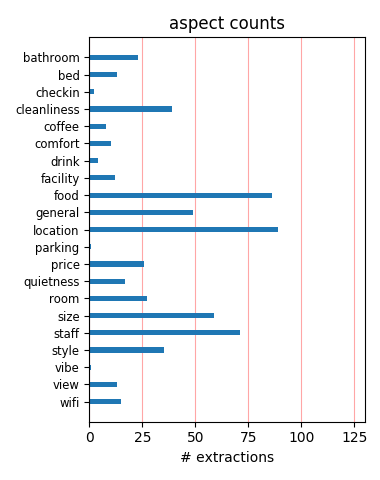 aspect counts
bathroom
bed
checkin
cleanliness
coffee
comfort
drink
facility
food
general
location
parking
price
quietness
room
size
staff
style
vibe
view
wifi
0 25 50 75 100 125
# extractions